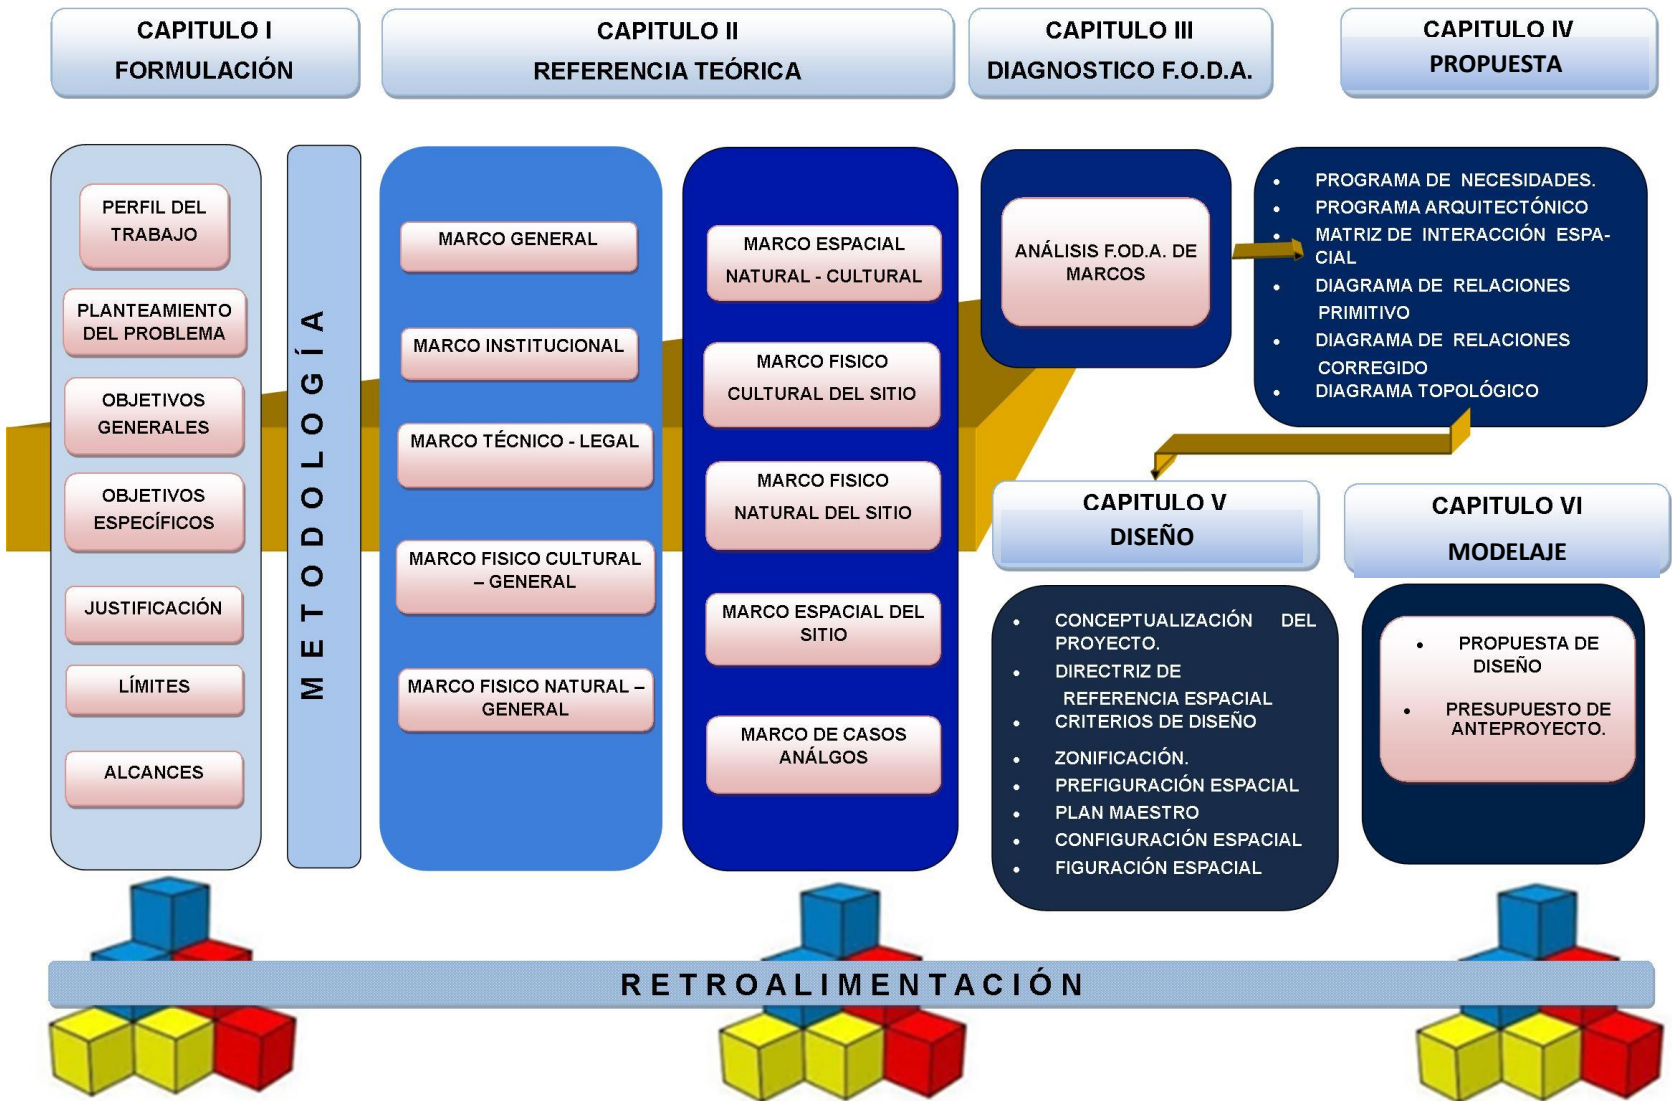 CAPITULO I
FORMULACIÓN
CAPITULO II
REFERENCIA TEÓRICA
CAPITULO III
DIAGNOSTICO F.O.D.A.
CAPITULO IV
PROPUESTA
PERFIL DEL
TRABAJO
PLANTEAMIENTO
DEL PROBLEMA
OBJETIVOS
GENERALES
OBJETIVOS
ESPECÍFICOS
JUSTIFICACIÓN
LÍMITES
ALCANCES
METODOLOGÍA
MARCO GENERAL
MARCO INSTITUCIONAL
MARCO TÉCNICO - LEGAL
MARCO FISICO CULTURAL
– GENERAL
MARCO FISICO NATURAL –
GENERAL
MARCO ESPACIAL
NATURAL - CULTURAL
MARCO FISICO
CULTURAL DEL SITIO
MARCO FISICO
NATURAL DEL SITIO
MARCO ESPACIAL DEL
SITIO
MARCO DE CASOS
ANÁLGOS
ANÁLISIS F.OD.A. DE
MARCOS
• PROGRAMA DE NECESIDADES.
• PROGRAMA ARQUITECTÓNICO
• MATRIZ DE INTERACCIÓN ESPA-
CIAL
• DIAGRAMA DE RELACIONES
PRIMITIVO
• DIAGRAMA DE RELACIONES
CORREGIDO
• DIAGRAMA TOPOLÓGICO
CAPITULO V
DISEÑO
• CONCEPTUALIZACIÓN DEL
PROYECTO.
• DIRECTRIZ DE
REFERENCIA ESPACIAL
• CRITERIOS DE DISEÑO
• ZONIFICACIÓN.
• PREFIGURACIÓN ESPACIAL
• PLAN MAESTRO
• CONFIGURACIÓN ESPACIAL
• FIGURACIÓN ESPACIAL
CAPITULO VI
MODELAJE
• PROPUESTA DE
DISEÑO
• PRESUPUESTO DE
ANTEPROYECTO.
RETROALIMENTACIÓN